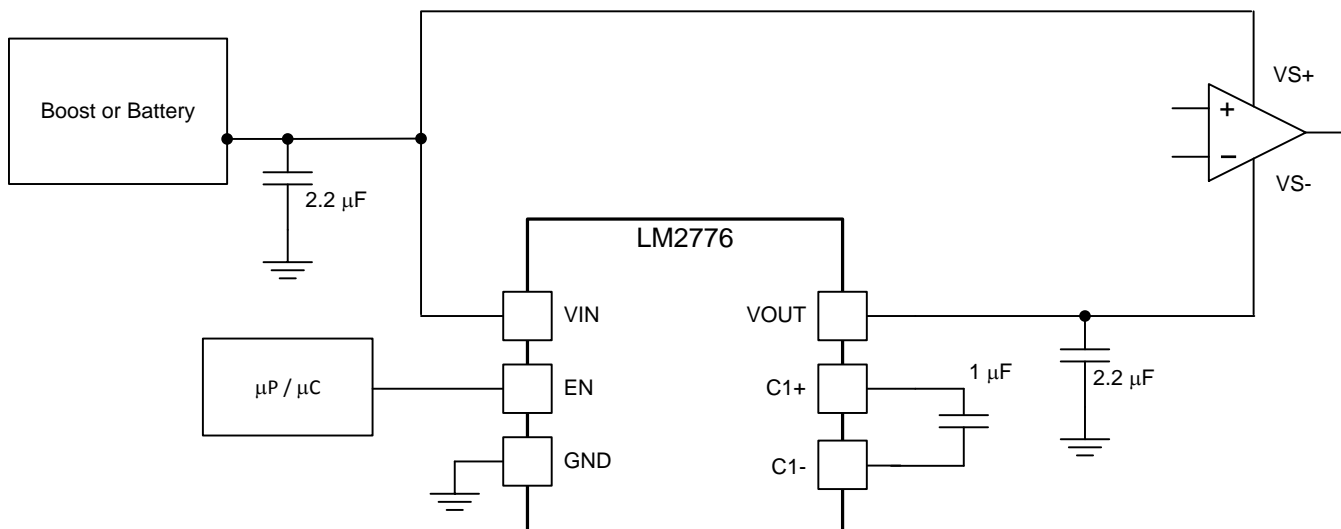 VS+
Boost or Battery
+
−
VS-
2.2 μF
LM2776
VIN
VOUT
μP / μC
EN
C1+
1 μF
2.2 μF
GND
C1-